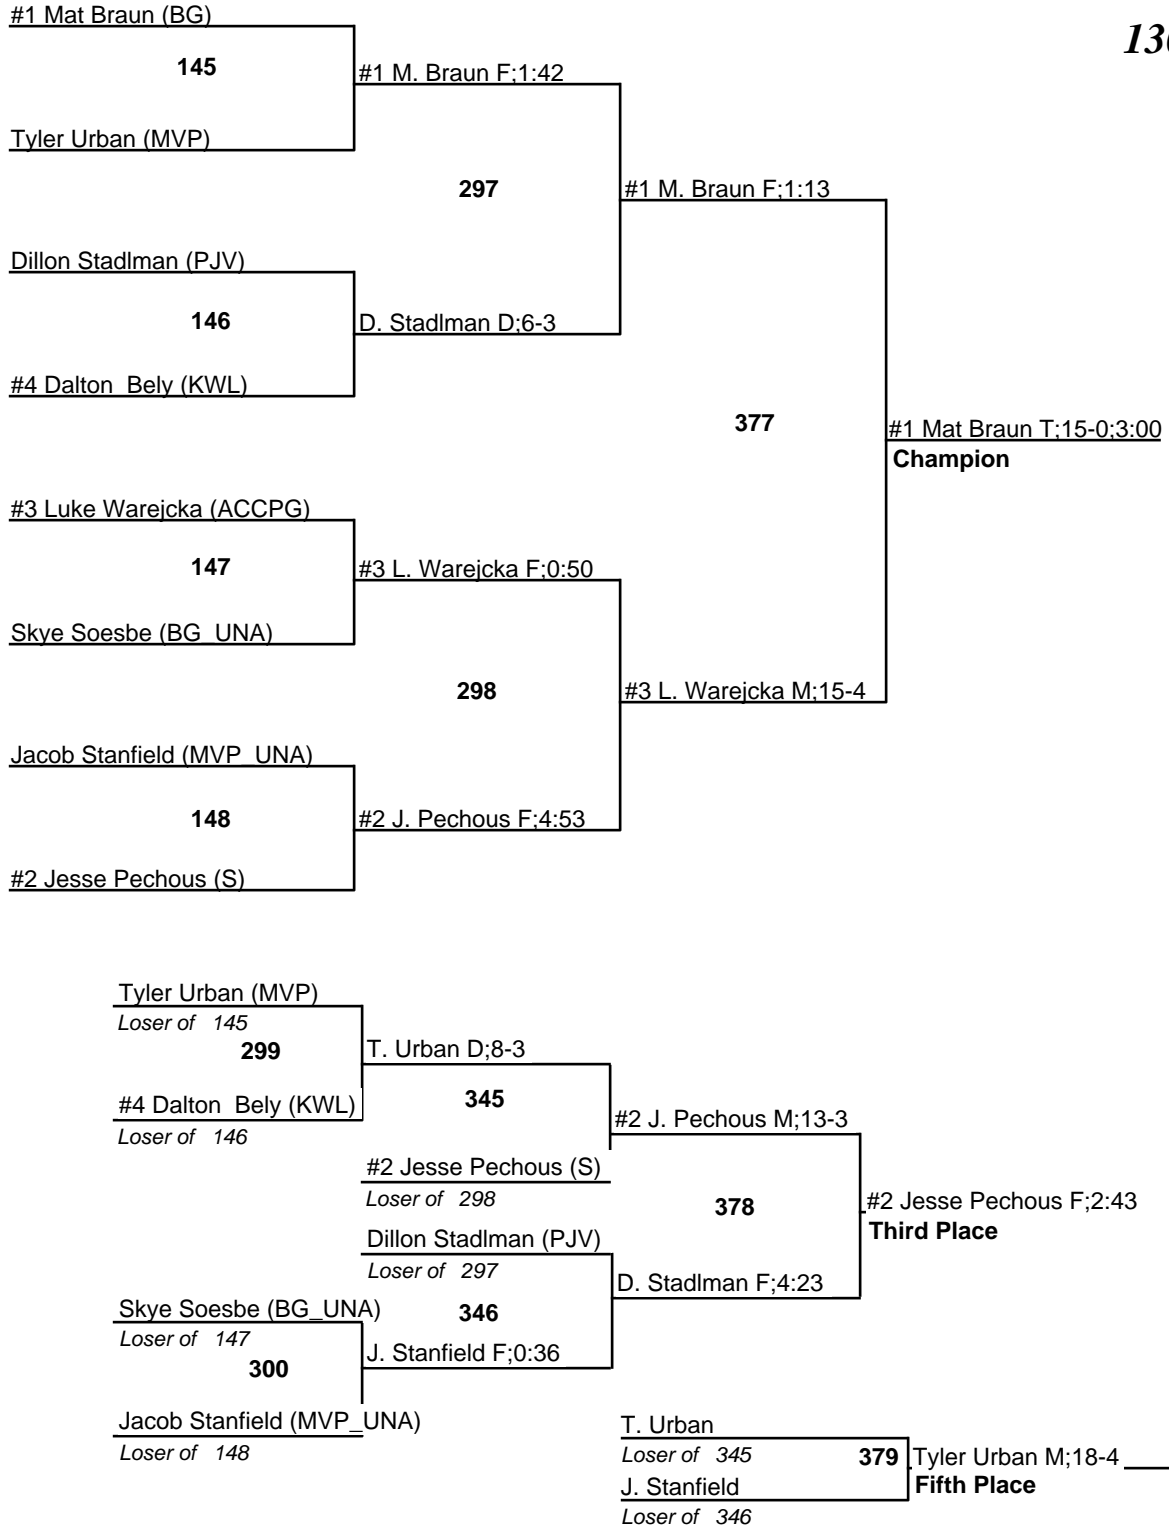 #1 Mat Braun (BG)
130
145
#1 M. Braun F;1:42
Tyler Urban (MVP)
297
#1 M. Braun F;1:13
Dillon Stadlman (PJV)
146
D. Stadlman D;6-3
#4 Dalton  Bely (KWL)
377
#1 Mat Braun T;15-0;3:00
Champion
#3 Luke Warejcka (ACCPG)
147
#3 L. Warejcka F;0:50
Skye Soesbe (BG_UNA)
298
#3 L. Warejcka M;15-4
Jacob Stanfield (MVP_UNA)
148
#2 J. Pechous F;4:53
#2 Jesse Pechous (S)
Tyler Urban (MVP)
Loser of 145
299
T. Urban D;8-3
#4 Dalton  Bely (KWL)
Loser of 146
345
#2 J. Pechous M;13-3
#2 Jesse Pechous (S)
Loser of 298
378
#2 Jesse Pechous F;2:43
Third Place
Dillon Stadlman (PJV)
Loser of 297
D. Stadlman F;4:23
Skye Soesbe (BG_UNA)
Loser of 147
346
300
J. Stanfield F;0:36
Jacob Stanfield (MVP_UNA)
Loser of 148
T. Urban
Loser of 345
379
Tyler Urban M;18-4
Fifth Place
J. Stanfield
Loser of 346